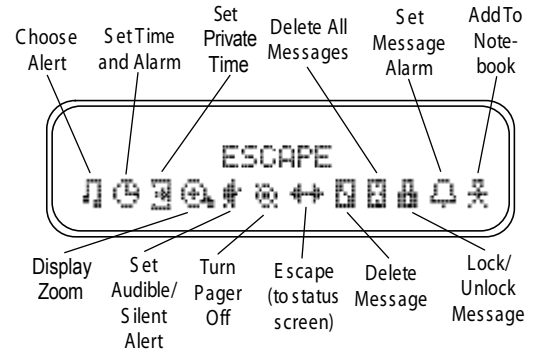 Choose
Alert
Set Time
and Alarm
Set
Private
Time
Delete All
Messages
Set
Message
Alarm
Add To
Note-
book
ESCAPE
Display
Zoom
Set
Audible/
Silent
Alert
Turn
Pager
Off
Escape
(to status
screen)
Delete
Message
Lock/
Unlock
Message